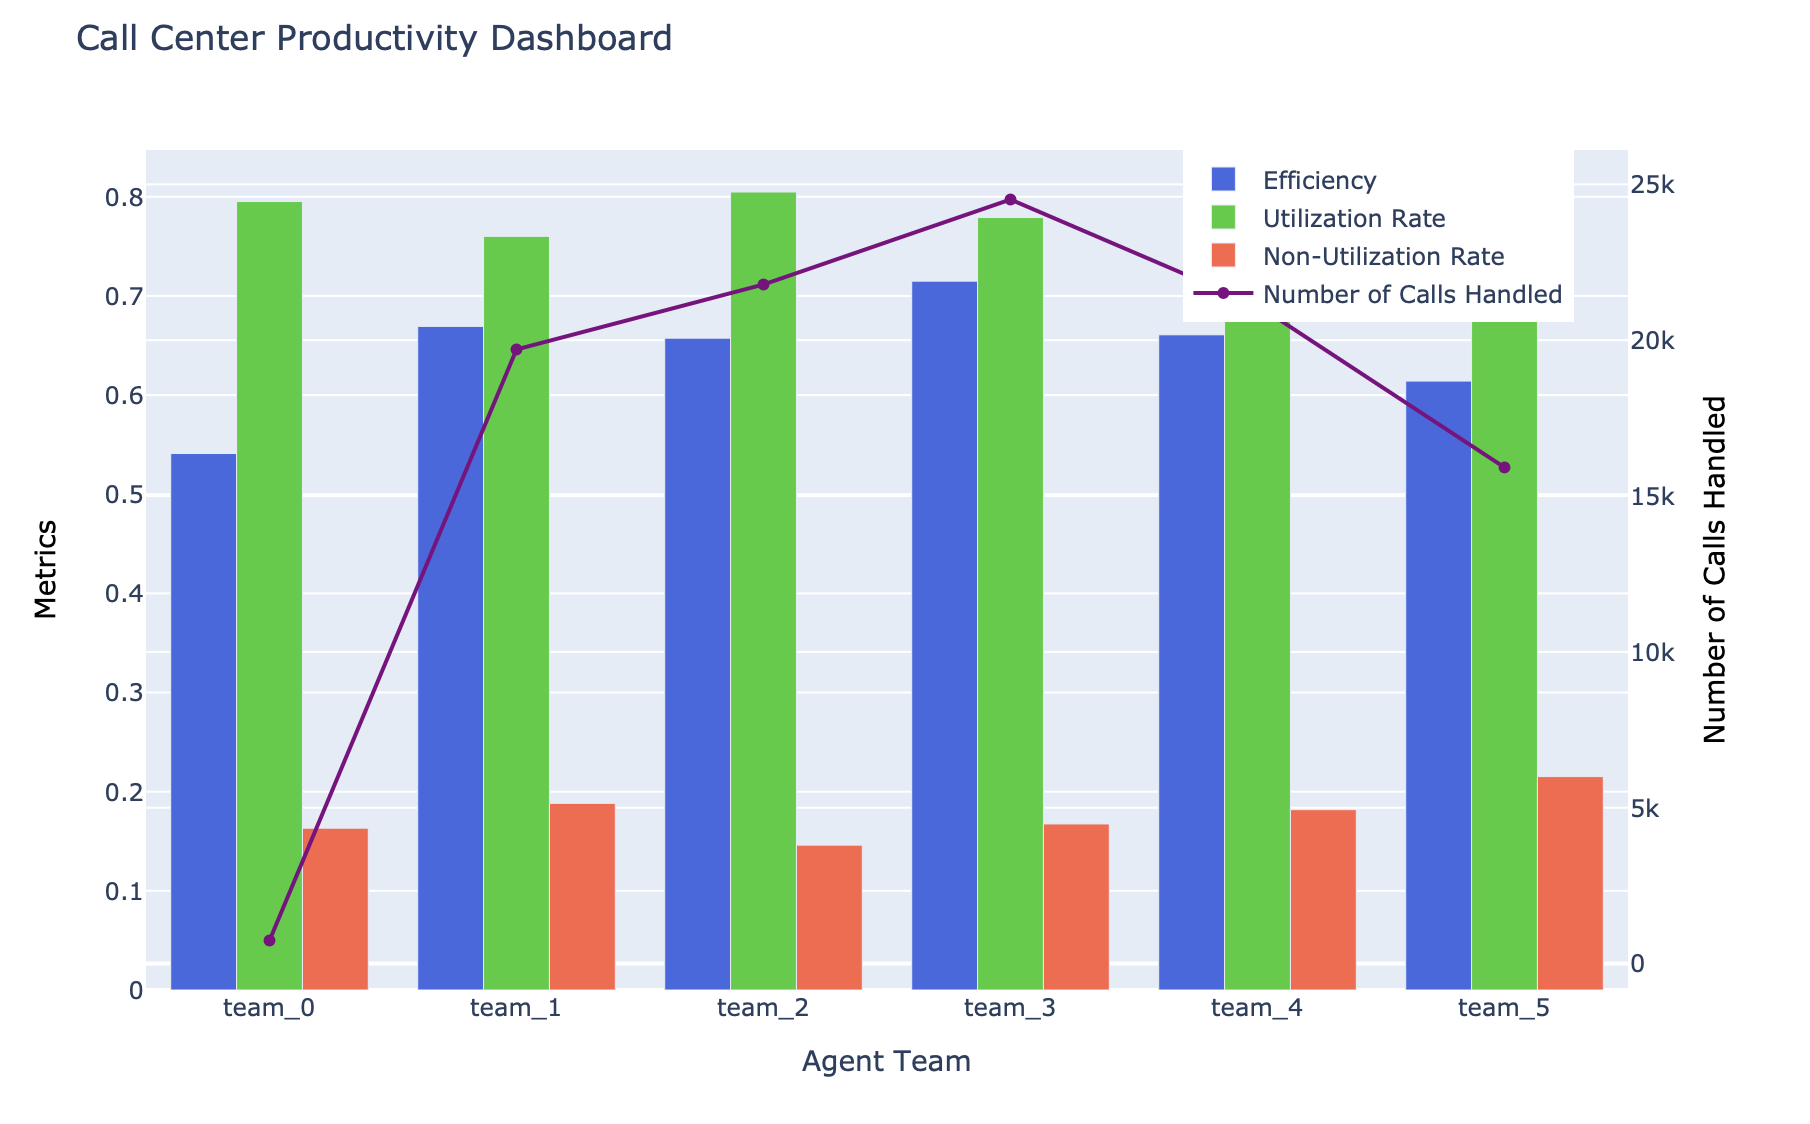 Call Center Productivity Dashboard
Efficiency
Utilization Rate
Non-Utilization Rate
Number of Calls Handled
0.8
0.7
0.6
0.5
0.4
0.3
0.2
0.1
0
Metrics
25k
20k
15k
10k
5k
0
Number of Calls Handled
team_0
team_1
team_2
team_3
team_4
team_5
Agent Team